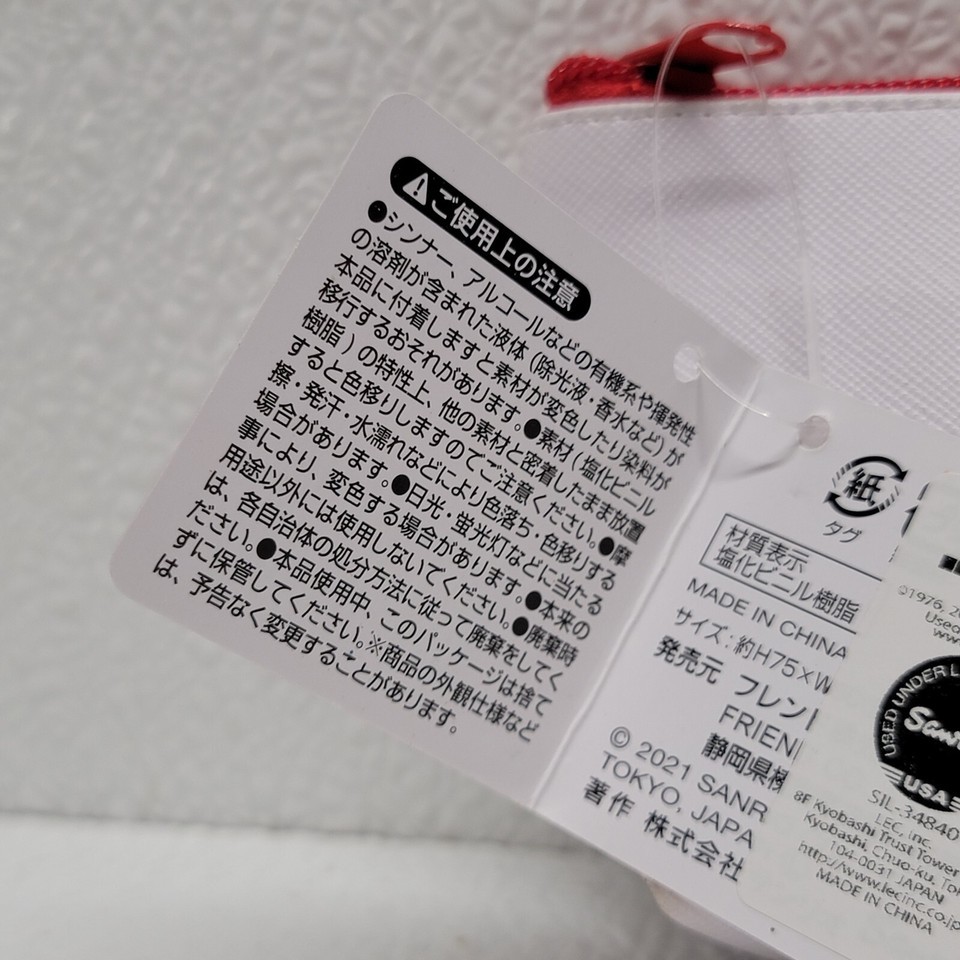 ⚠ご使用上の注意
●シンナー、アルコールなどの有機系や揮発性
の溶剤が含まれた液体（除光液・香水など）が
本品に付着しますと素材が変色したり染料が
移行するおそれがあります。●素材（塩化ビニル
樹脂）の特性上、他の素材と密着したまま放置
すると色移りしますのでご注意ください。●摩
擦・発汗・水濡れなどにより色落ち・色移りする
場合があります。●日光・蛍光灯などに当たる
事により、変色する場合があります。●本来の
用途以外には使用しないでください。●廃棄時
は、各自治体の処分方法に従って廃棄をして
ください。●本品使用中、このパッケージは捨て
ずに保管してください。※商品の外観仕様など
は、予告なく変更することがあります。
紙
タグ
材質表示
塩化ビニル樹脂
MADE IN CHINA
サイズ：約H75×W
発売元 フレン
FRIEN
静岡県
© 2021 SANR
TOKYO, JAPA
著作 株式会社
©1976, 20
Used
www
USED UNDER L
San
USA
SIL-34840
LEC, Inc.
8F Kyobashi Trust Tower
Kyobashi, Chuo-ku, Tok
104-0031 JAPAN
http://www.lecinc.co.jp
MADE IN CHINA